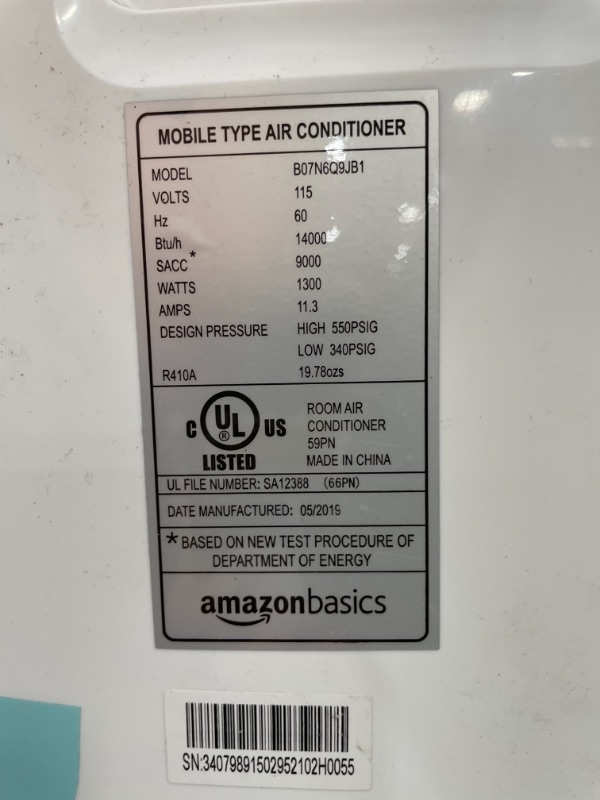 MOBILE TYPE AIR CONDITIONER
MODEL B07N6Q9JB1
VOLTS 115
Hz 60
Btu/h 14000
SACC* 9000
WATTS 1300
AMPS 11.3
DESIGN PRESSURE HIGH 550PSIG
LOW 340PSIG
R410A 19.78ozs
C UL® US
LISTED
ROOM AIR
CONDITIONER
59PN
MADE IN CHINA
UL FILE NUMBER: SA12388 (66PN)
DATE MANUFACTURED: 05/2019
* BASED ON NEW TEST PROCEDURE OF
DEPARTMENT OF ENERGY
amazonbasics
SN:34079891502952102H0055